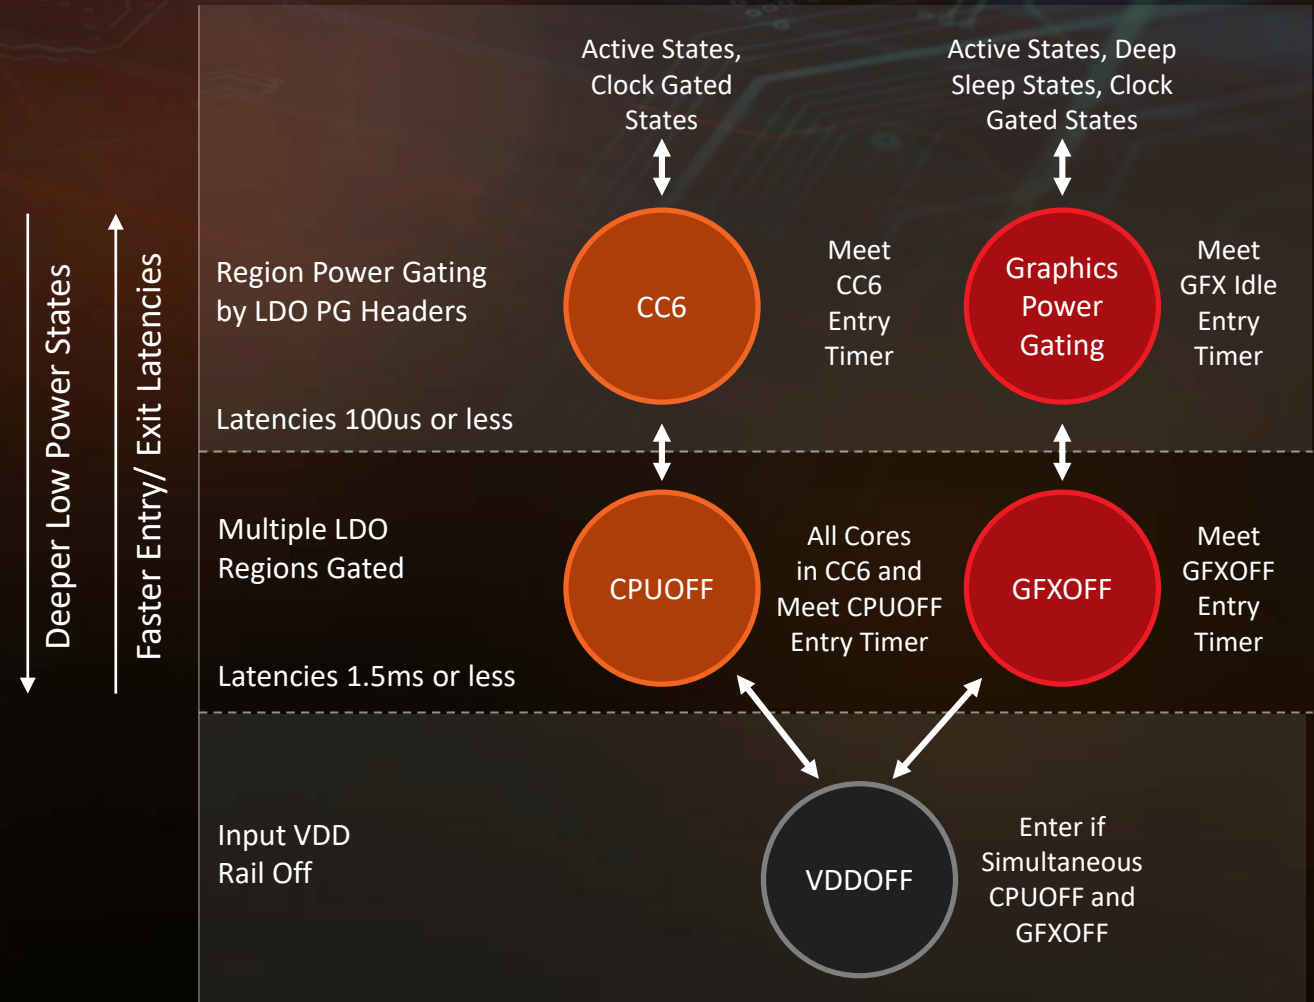 Active States,
Clock Gated
States
Active States, Deep
Sleep States, Clock
Gated States
Deeper Low Power States
Faster Entry/ Exit Latencies
Region Power Gating
by LDO PG Headers
CC6
Meet
CC6
Entry
Timer
Graphics
Power
Gating
Meet
GFX Idle
Entry
Timer
Latencies 100us or less
Multiple LDO
Regions Gated
CPUOFF
All Cores
in CC6 and
Meet CPUOFF
Entry Timer
GFXOFF
Meet
GFXOFF
Entry
Timer
Latencies 1.5ms or less
Input VDD
Rail Off
VDDOFF
Enter if
Simultaneous
CPUOFF and
GFXOFF